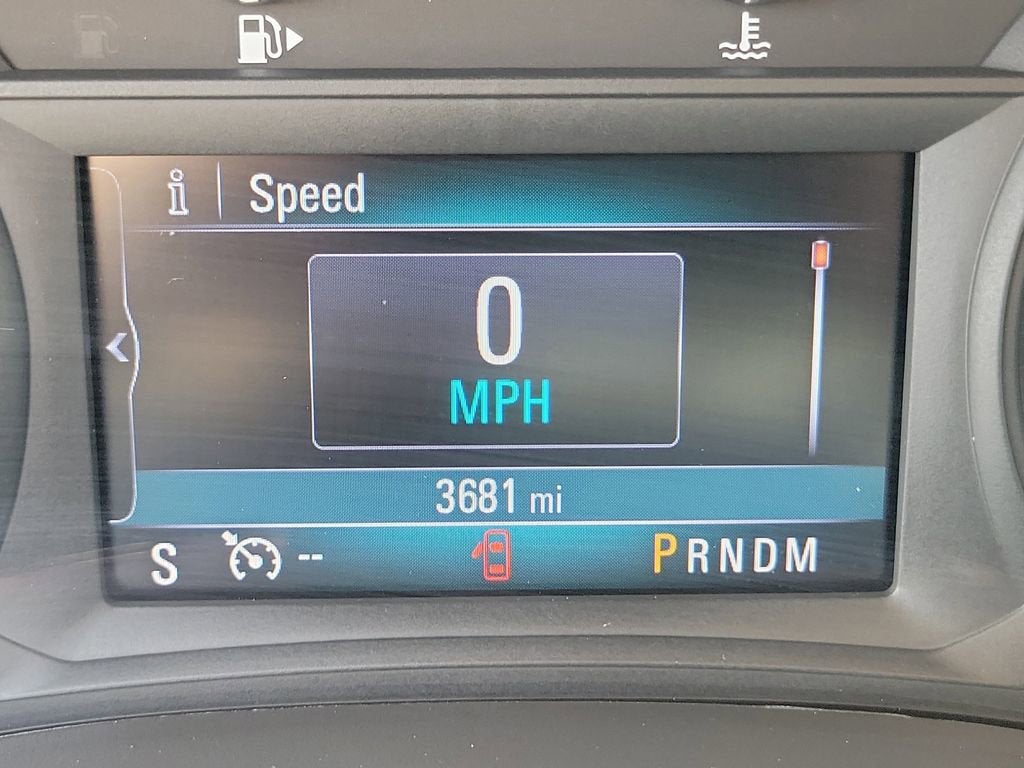 i Speed
0
MPH
3681 mi
S -- PRNDM